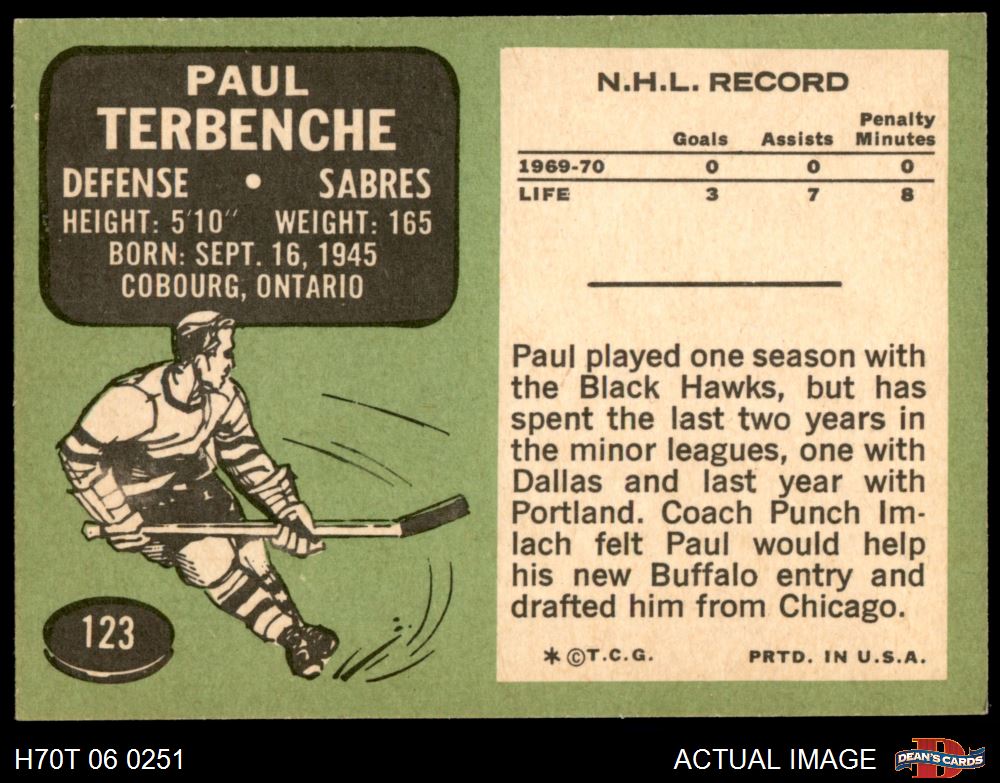 PAUL
TERBENCHE
DEFENSE • SABRES
HEIGHT: 5'10" WEIGHT: 165
BORN: SEPT. 16, 1945
COBOURG, ONTARIO
123
N.H.L. RECORD
Goals Assists Penalty Minutes
1969-70 0 0 0
LIFE 3 7 8
Paul played one season with
the Black Hawks, but has
spent the last two years in
the minor leagues, one with
Dallas and last year with
Portland. Coach Punch Im-
lach felt Paul would help
his new Buffalo entry and
drafted him from Chicago.
* © T.C.G. PRTD. IN U.S.A.
H70T 06 0251 ACTUAL IMAGE
D
DEAN'S CARDS